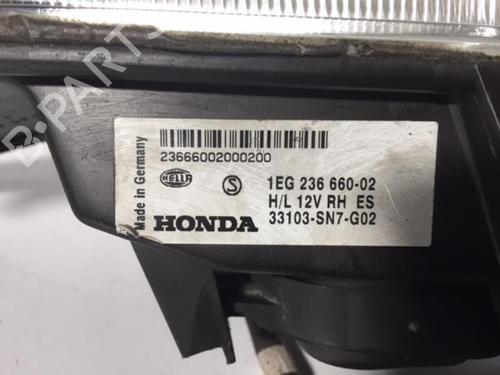 B-PARTS
Made in Germany
23666002000200
HELLA
S
1EG 236 660-02
H/L 12V RH ES
HONDA
33103-SN7-G02